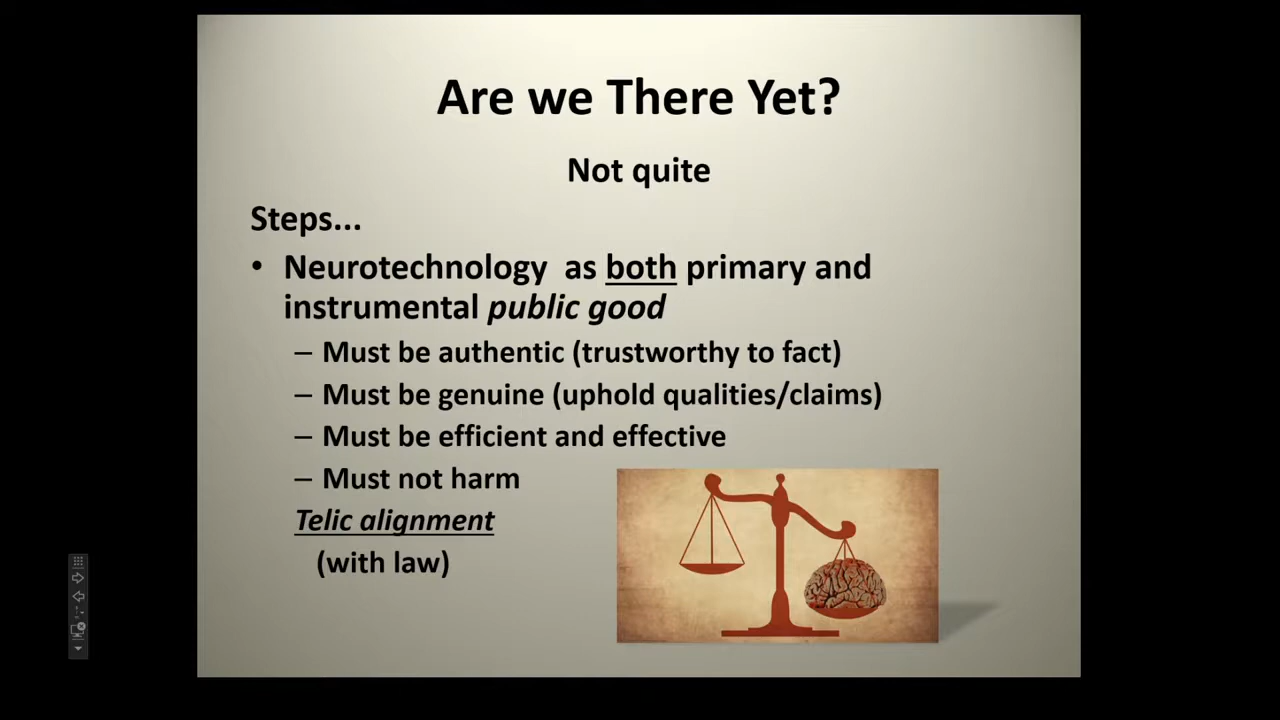 Are we There Yet?
Not quite
Steps...
• Neurotechnology as both primary and
instrumental public good
– Must be authentic (trustworthy to fact)
– Must be genuine (uphold qualities/claims)
– Must be efficient and effective
– Must not harm
Telic alignment
(with law)